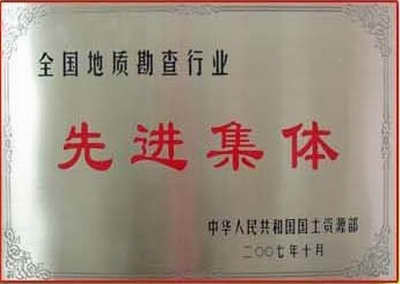 全国地质勘查行业
先进集体
中华人民共和国国土资源部
二〇〇七年十月